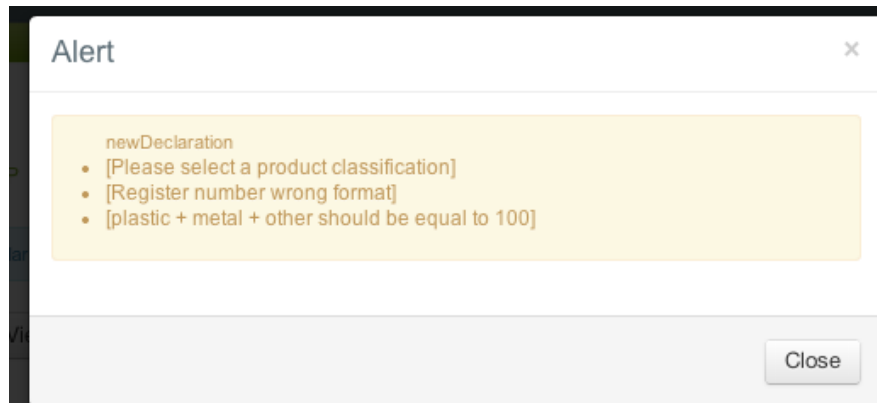 Alert
×
newDeclaration
• [Please select a product classification]
• [Register number wrong format]
• [plastic + metal + other should be equal to 100]
Close